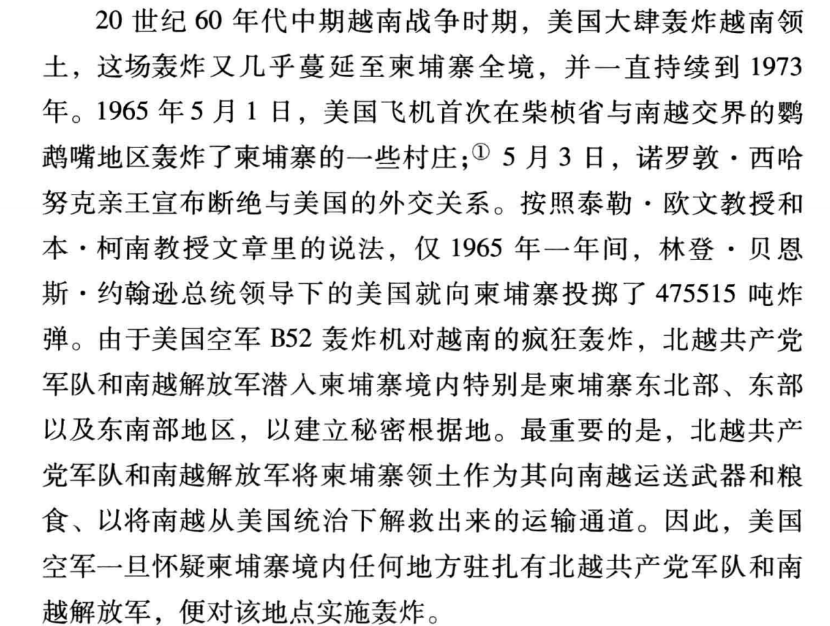 20 世纪 60 年代中期越南战争时期，美国大肆轰炸越南领
土，这场轰炸又几乎蔓延至柬埔寨全境，并一直持续到 1973
年。1965 年 5 月 1 日，美国飞机首次在柴桢省与南越交界的鹦
鹉嘴地区轰炸了柬埔寨的一些村庄；① 5 月 3 日，诺罗敦·西哈
努克亲王宣布断绝与美国的外交关系。按照泰勒·欧文教授和
本·柯南教授文章里的说法，仅 1965 年一年间，林登·贝恩
斯·约翰逊总统领导下的美国就向柬埔寨投掷了 475515 吨炸
弹。由于美国空军 B52 轰炸机对越南的疯狂轰炸，北越共产党
军队和南越解放军潜入柬埔寨境内特别是柬埔寨东北部、东部
以及东南部地区，以建立秘密根据地。最重要的是，北越共产
党军队和南越解放军将柬埔寨领土作为其向南越运送武器和粮
食、以将南越从美国统治下解救出来的运输通道。因此，美国
空军一旦怀疑柬埔寨境内任何地方驻扎有北越共产党军队和南
越解放军，便对该地点实施轰炸。